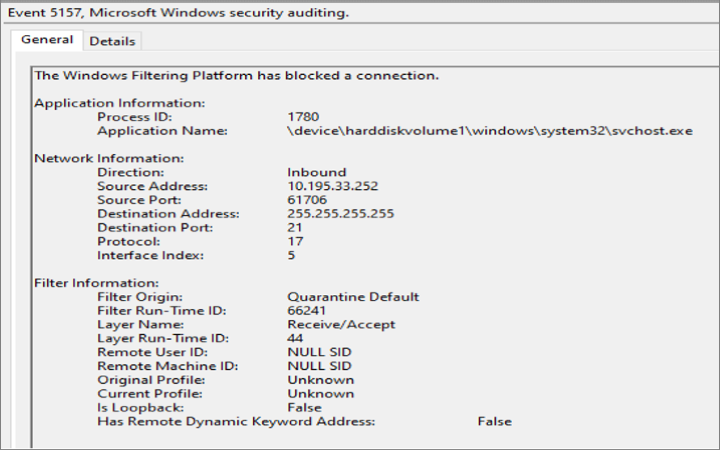 Event 5157, Microsoft Windows security auditing.
General Details
The Windows Filtering Platform has blocked a connection.
Application Information:
Process ID: 1780
Application Name: \device\harddiskvolume1\windows\system32\svchost.exe
Network Information:
Direction: Inbound
Source Address: 10.195.33.252
Source Port: 61706
Destination Address: 255.255.255.255
Destination Port: 21
Protocol: 17
Interface Index: 5
Filter Information:
Filter Origin: Quarantine Default
Filter Run-Time ID: 66241
Layer Name: Receive/Accept
Layer Run-Time ID: 44
Remote User ID: NULL SID
Remote Machine ID: NULL SID
Original Profile: Unknown
Current Profile: Unknown
Is Loopback: False
Has Remote Dynamic Keyword Address: False